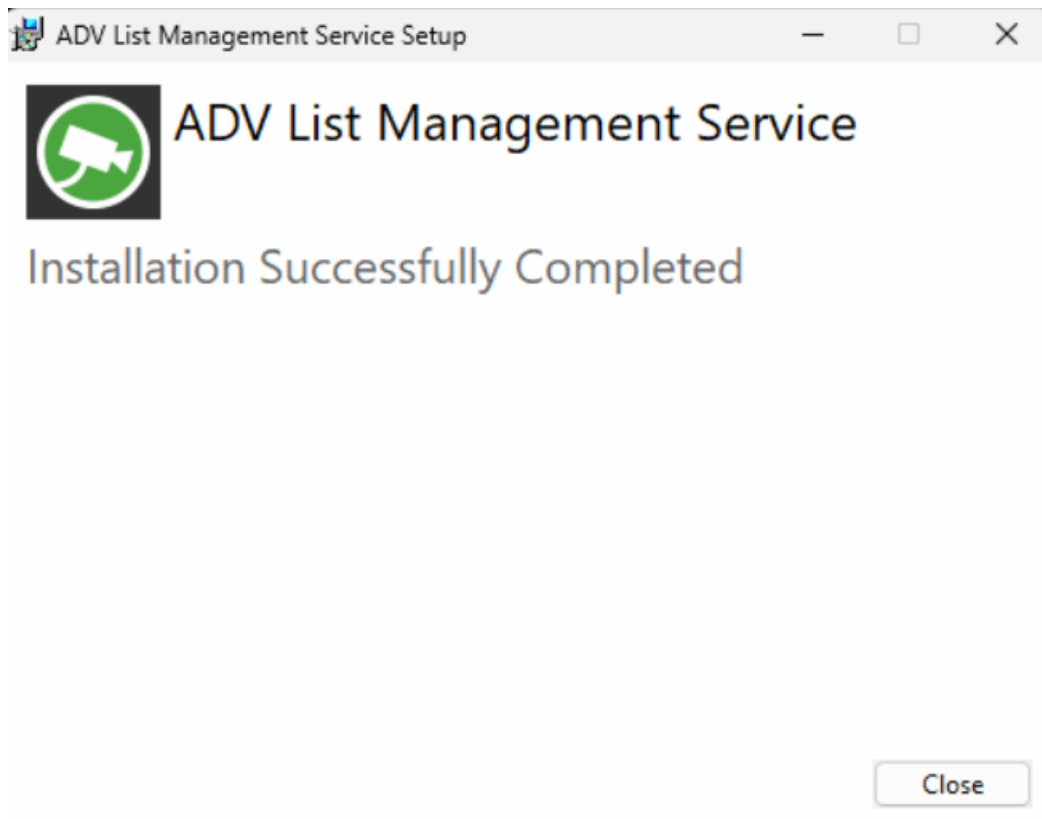 ADV List Management Service Setup
ADV List Management Service
Installation Successfully Completed
Close